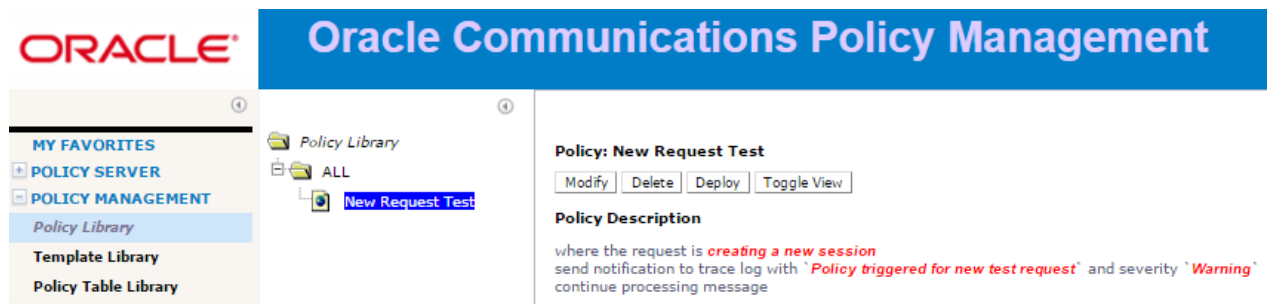 ORACLE®
Oracle Communications Policy Management
MY FAVORITES
POLICY SERVER
POLICY MANAGEMENT
Policy Library
Template Library
Policy Table Library
Policy Library
ALL
New Request Test
Policy: New Request Test
Modify Delete Deploy Toggle View
Policy Description
where the request is creating a new session
send notification to trace log with `Policy triggered for new test request` and severity `Warning`
continue processing message